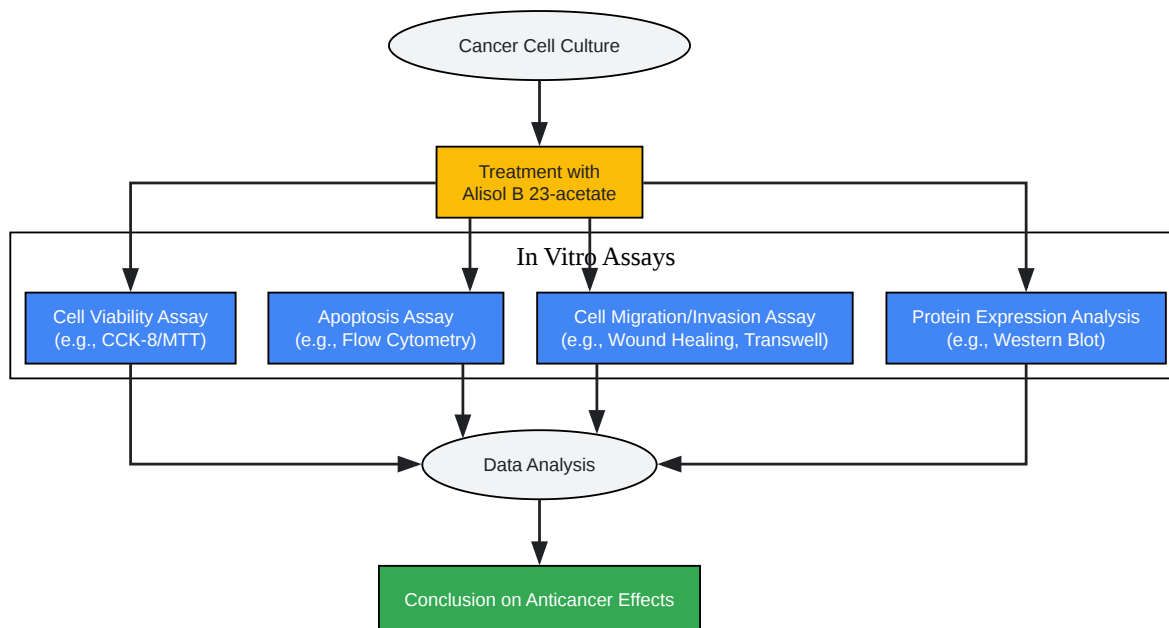 Cancer Cell Culture
Treatment with
Alisol B 23-acetate
In Vitro Assays
Cell Viability Assay
(e.g., CCK-8/MTT)
Apoptosis Assay
(e.g., Flow Cytometry)
Cell Migration/Invasion Assay
(e.g., Wound Healing, Transwell)
Protein Expression Analysis
(e.g., Western Blot)
Data Analysis
Conclusion on Anticancer Effects